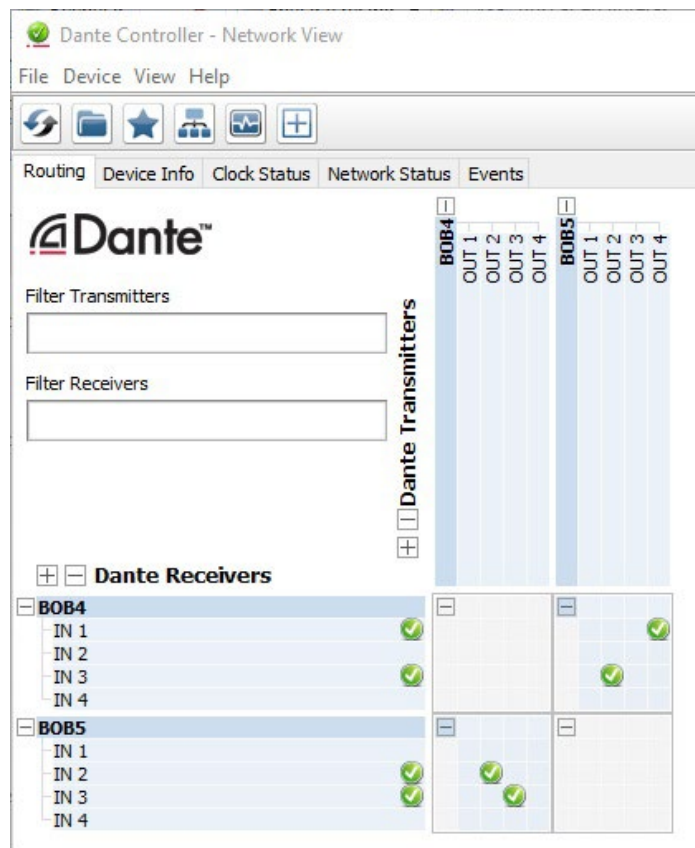 Dante Controller - Network View
File Device View Help
Routing Device Info Clock Status Network Status Events
Dante™
Filter Transmitters
Filter Receivers
Dante Transmitters
BOB4
OUT 1
OUT 2
OUT 3
OUT 4
BOB5
OUT 1
OUT 2
OUT 3
OUT 4
Dante Receivers
BOB4
IN 1
IN 2
IN 3
IN 4
BOB5
IN 1
IN 2
IN 3
IN 4